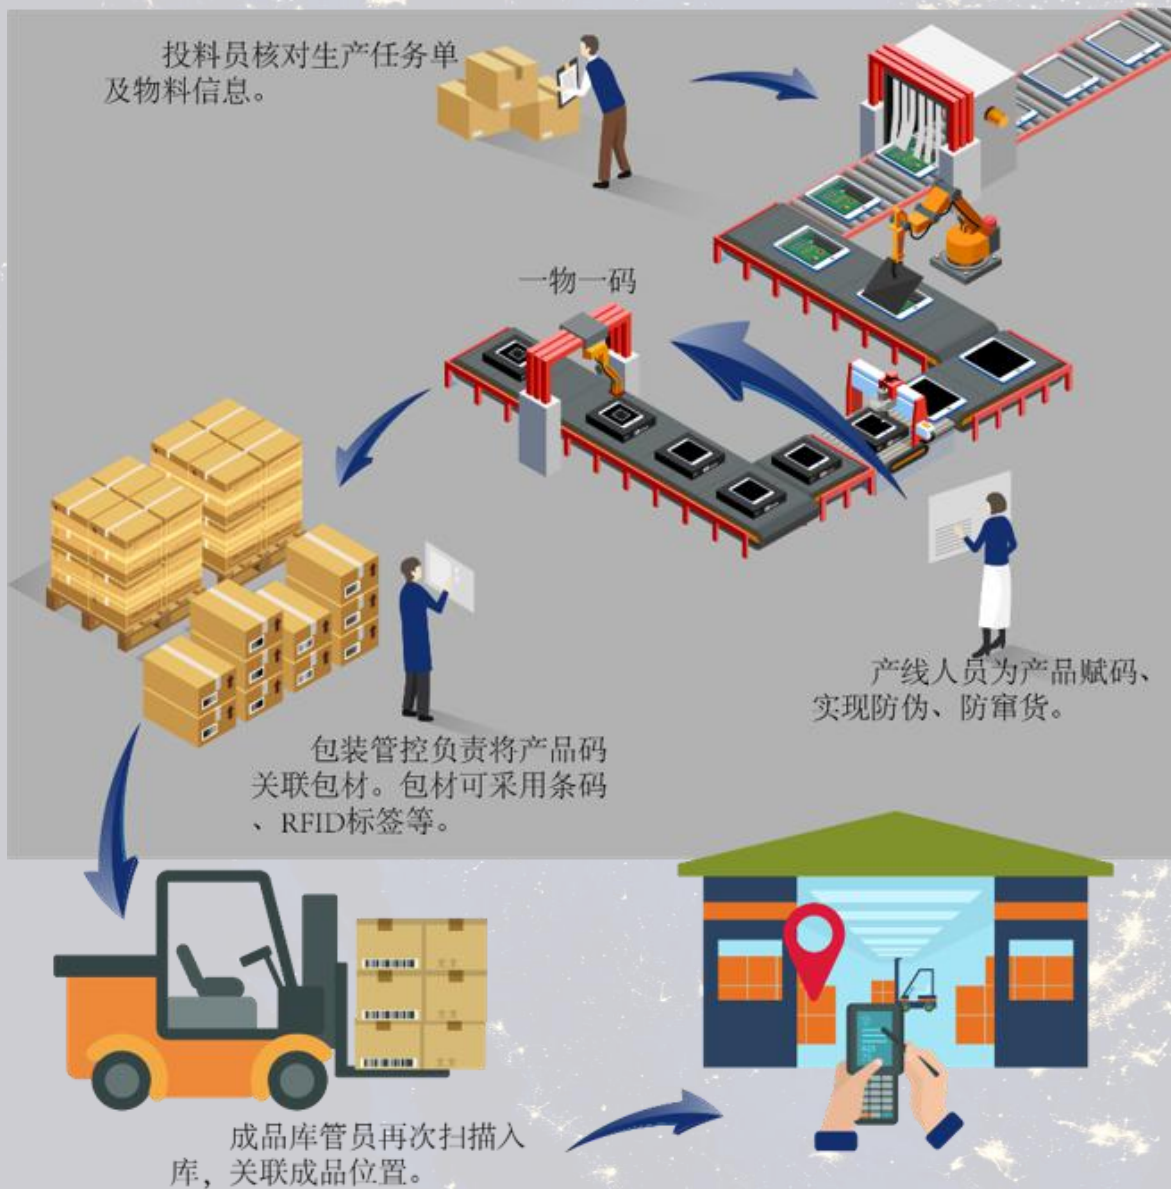 投料员核对生产任务单
及物料信息。
一物一码
产线人员为产品赋码、
实现防伪、防窜货。
包装管控负责将产品码
关联包材。包材可采用条码
、RFID标签等。
成品库管员再次扫描入
库，关联成品位置。